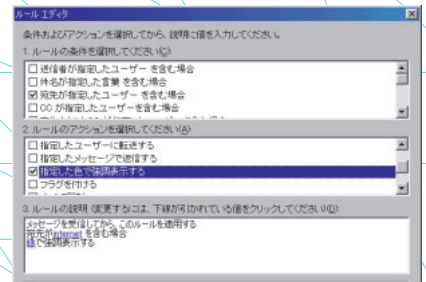 ルール エディタ
条件およびアクションを選択してから、説明に値を入力してください。
1. ルールの条件を選択してください(C):
送信者が指定したユーザー を含む場合
件名が指定した言葉 を含む場合
宛先が指定したユーザー を含む場合
CC が指定したユーザー を含む場合
2. ルールのアクションを選択してください(A):
指定したユーザーに転送する
指定したメッセージで返信する
指定した色で強調表示する
フラグを付ける
3. ルールの説明 (変更するには、下線が引かれている値をクリックしてください)(D):
メッセージを受信してから、このルールを適用する
宛先がinternet を含む場合
緑で強調表示する